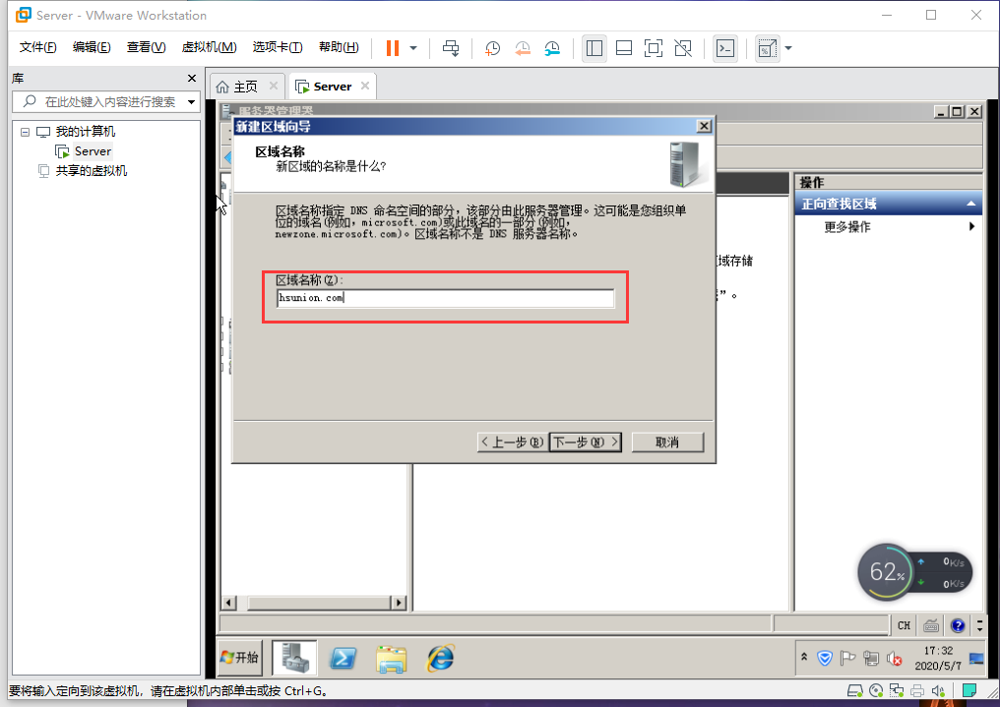 Server - VMware Workstation
文件(F) 编辑(E) 查看(V) 虚拟机(M) 选项卡(T) 帮助(H)
库
在此处键入内容进行搜索
我的计算机
Server
共享的虚拟机
主页
Server
服务器管理器
新建区域向导
区域名称
新区域的名称是什么?
区域名称指定 DNS 命名空间的部分，该部分由此服务器管理。这可能是您组织单
位的域名(例如，microsoft.com)或此域名的一部分(例如，
newzone.microsoft.com)。区域名称不是 DNS 服务器名称。
区域名称(Z):
hsunion.com
< 上一步(B)
下一步(N) >
取消
操作
正向查找区域
更多操作
域存储
”。
62%
0K/s
0K/s
CH
开始
17:32
2020/5/7
要将输入定向到该虚拟机，请在虚拟机内部单击或按 Ctrl+G。